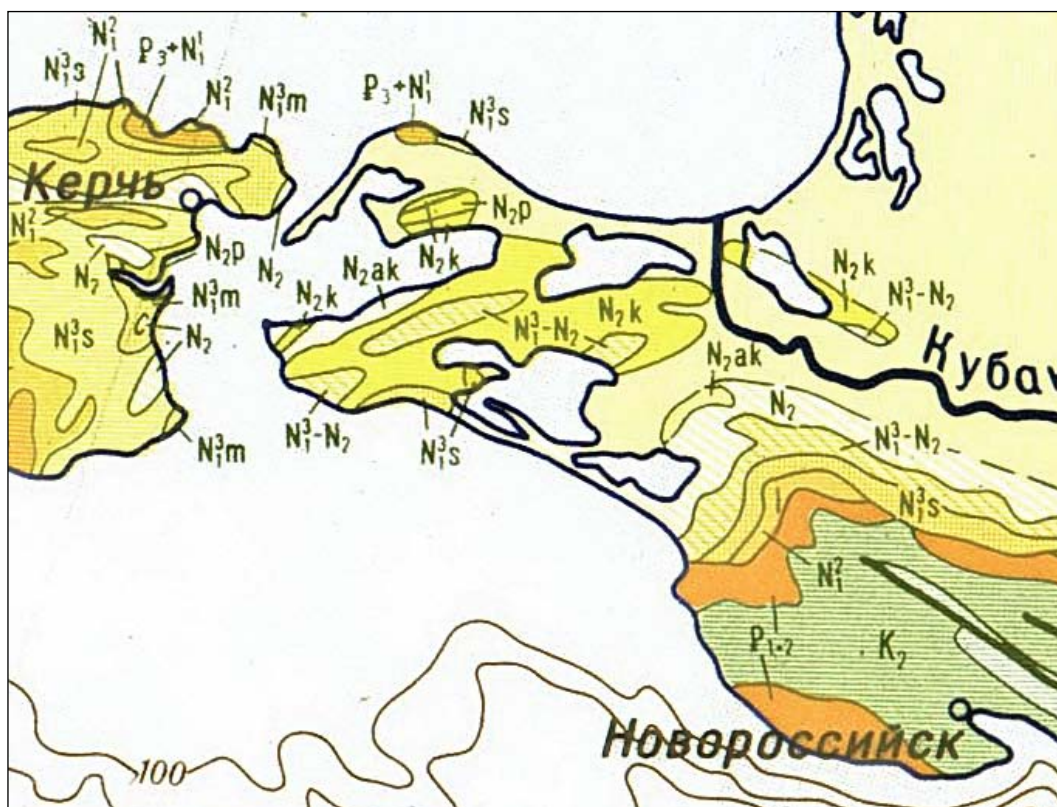 N₁²
N₁³s
P₃+N₁¹
N₁²
N₁³m
P₃+N₁¹
N₁³s
Керчь
N₁²
N₂p
N₂p
N₂
N₂
N₂ak
N₂k
N₂k
N₁³-N₂
N₁³m
N₂k
N₁³-N₂
N₂k
N₁³s
N₂
N₂ak
Кубан
N₂
N₁³-N₂
N₁³m
N₁³-N₂
N₁³s
N₁³s
N₁²
P₁₊₂
K₂
Новороссийск
100